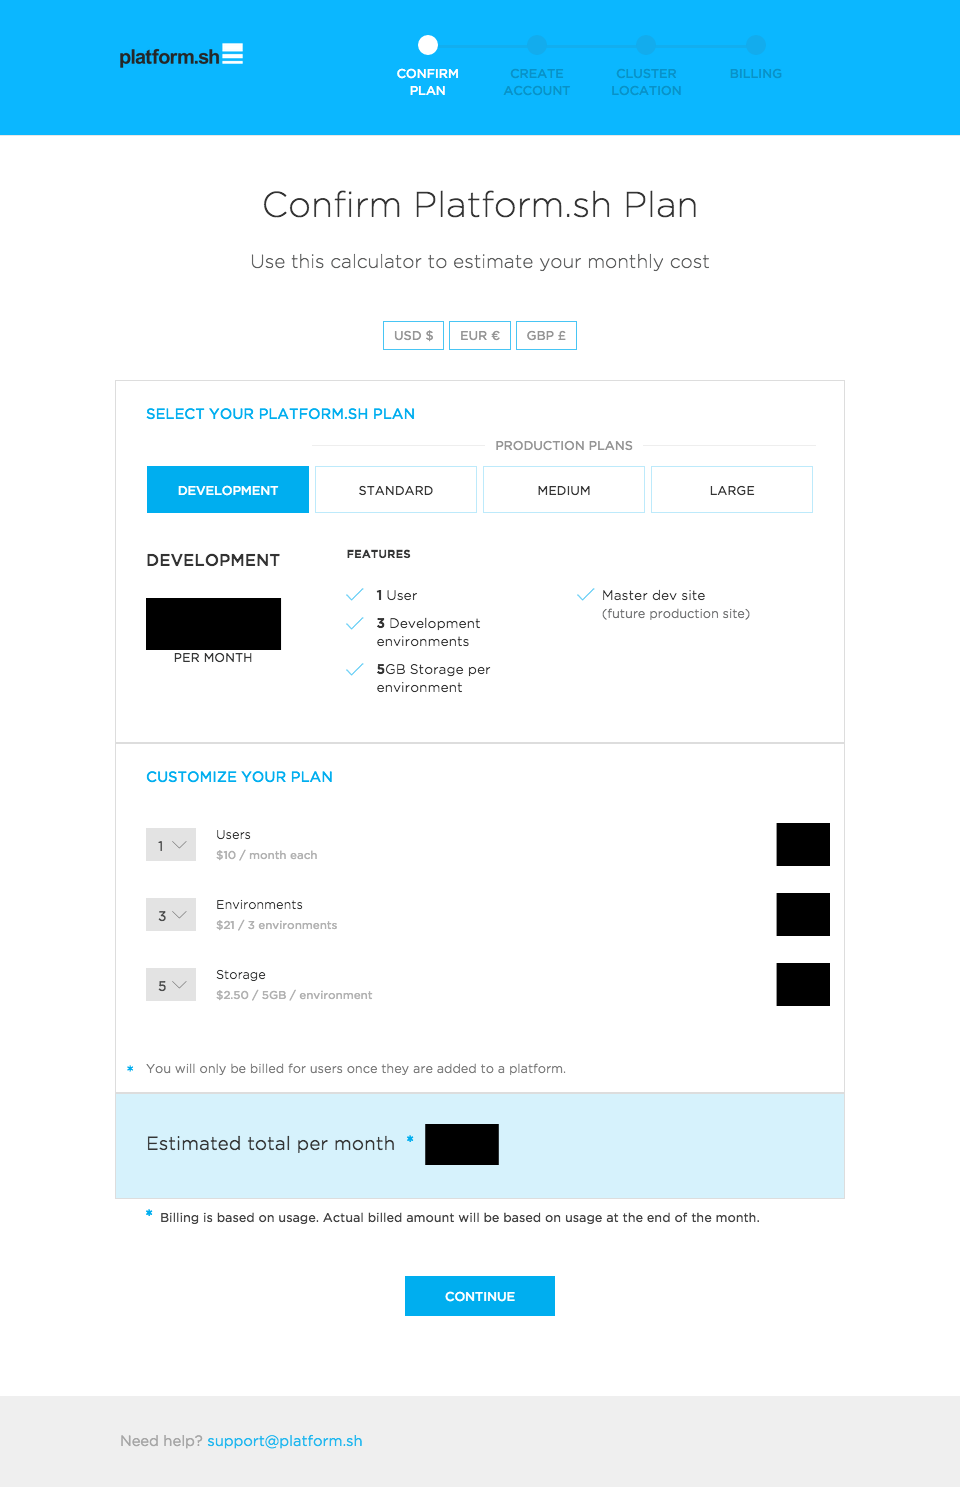 platform.sh
CONFIRM
PLAN
CREATE
ACCOUNT
CLUSTER
LOCATION
BILLING
Confirm Platform.sh Plan
Use this calculator to estimate your monthly cost
USD $
EUR €
GBP £
SELECT YOUR PLATFORM.SH PLAN
PRODUCTION PLANS
DEVELOPMENT
STANDARD
MEDIUM
LARGE
DEVELOPMENT
PER MONTH
FEATURES
1 User
3 Development
environments
5GB Storage per
environment
Master dev site
(future production site)
CUSTOMIZE YOUR PLAN
1
Users
$10 / month each
3
Environments
$21 / 3 environments
5
Storage
$2.50 / 5GB / environment
* You will only be billed for users once they are added to a platform.
Estimated total per month *
* Billing is based on usage. Actual billed amount will be based on usage at the end of the month.
CONTINUE
Need help? support@platform.sh